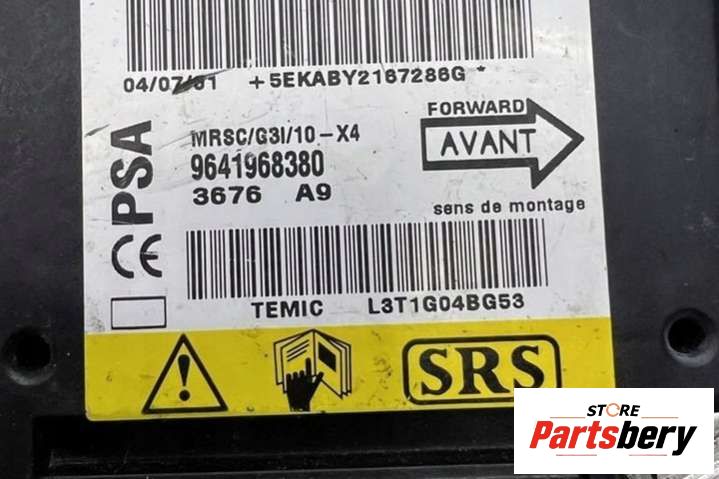 04/07/01 +5EKABY2167286G*
FORWARD
AVANT
sens de montage
PSA
MRSC/G3I/10-X4
9641968380
3676 A9
CE
TEMIC L3T1G04BG53
SRS
STORE
Partsbery